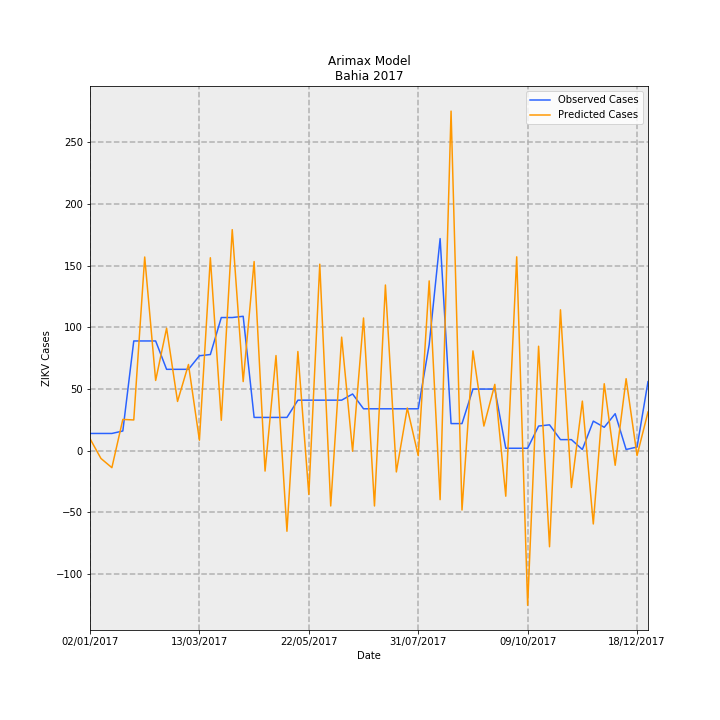 Arimax Model
Bahia 2017
Observed Cases
Predicted Cases
250
200
150
100
50
0
−50
−100
ZIKV Cases
02/01/2017
13/03/2017
22/05/2017
31/07/2017
09/10/2017
18/12/2017
Date